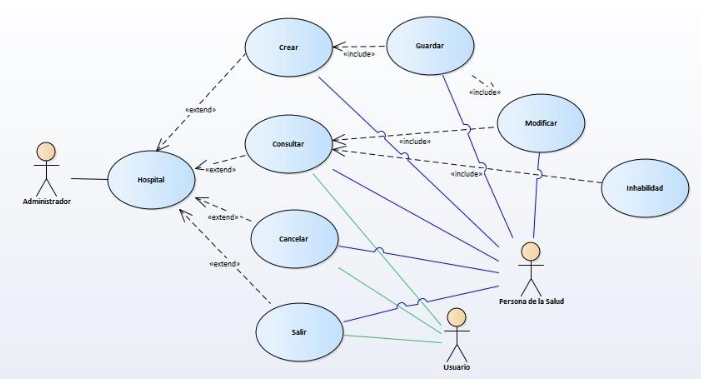 Crear
«include»
Guardar
«include»
«extend»
Modificar
Consultar
«include»
«extend»
«include»
Inhabilidad
Administrador
Hospital
«extend»
Cancelar
«extend»
Persona de la Salud
Salir
Usuario